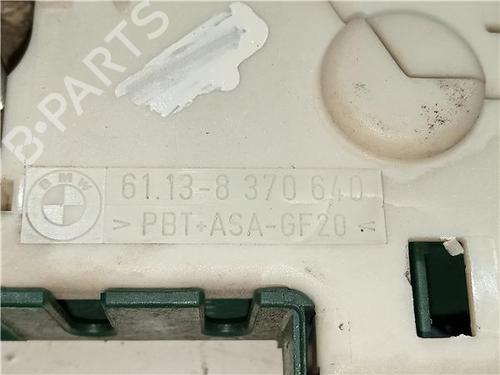 B-PARTS
BMW
61.13-8 370 640
>PBT+ASA-GF20<